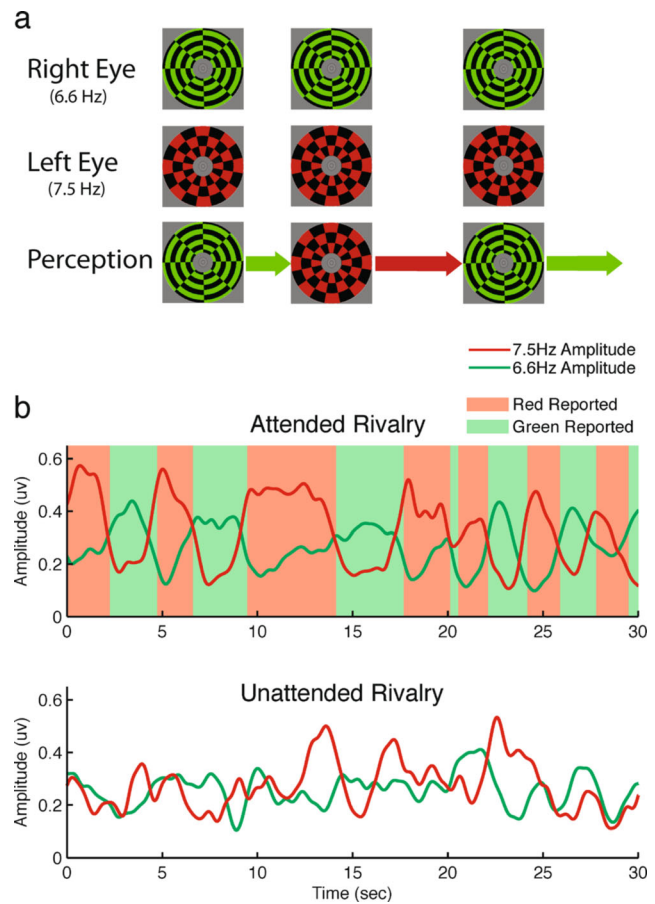 a
Right Eye
(6.6 Hz)
Left Eye
(7.5 Hz)
Perception
7.5Hz Amplitude
6.6Hz Amplitude
b
Red Reported
Attended Rivalry
Green Reported
Amplitude (uv)
0.6
0.4
0.2
0
0 5 10 15 20 25 30
Unattended Rivalry
Amplitude (uv)
0.6
0.4
0.2
0
0 5 10 15 20 25 30
Time (sec)